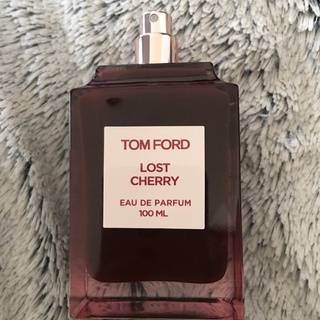 TOM FORD
LOST
CHERRY
EAU DE PARFUM
100 ML